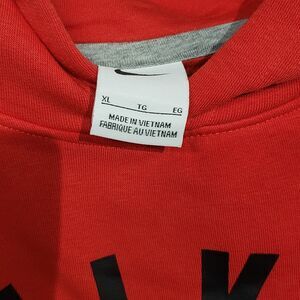 XL TG EG
MADE IN VIETNAM
FABRIQUE AU VIETNAM